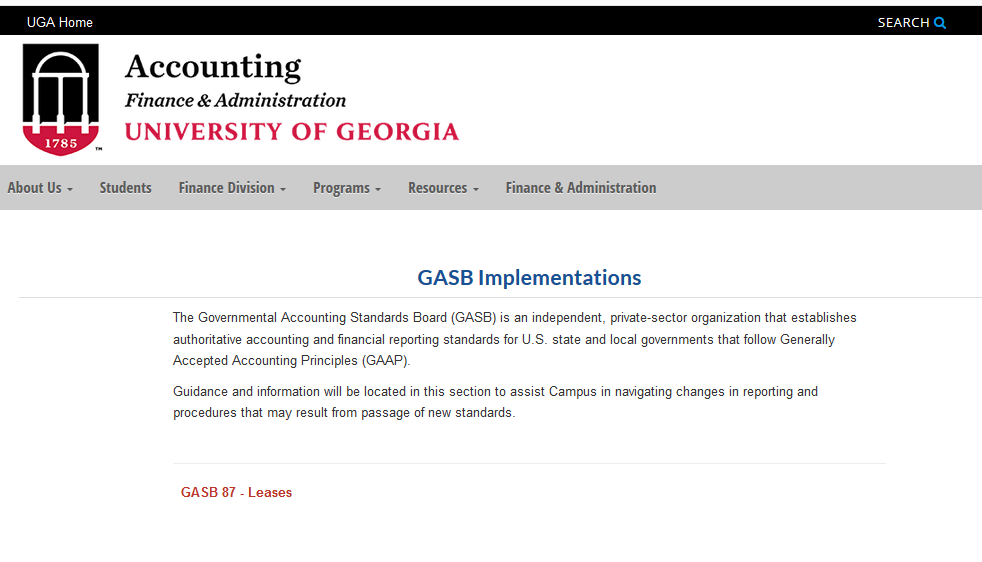 UGA Home
SEARCH
Accounting
Finance & Administration
UNIVERSITY OF GEORGIA
1785
TM
About Us
Students
Finance Division
Programs
Resources
Finance & Administration
GASB Implementations
The Governmental Accounting Standards Board (GASB) is an independent, private-sector organization that establishes
authoritative accounting and financial reporting standards for U.S. state and local governments that follow Generally
Accepted Accounting Principles (GAAP).
Guidance and information will be located in this section to assist Campus in navigating changes in reporting and
procedures that may result from passage of new standards.
GASB 87 - Leases